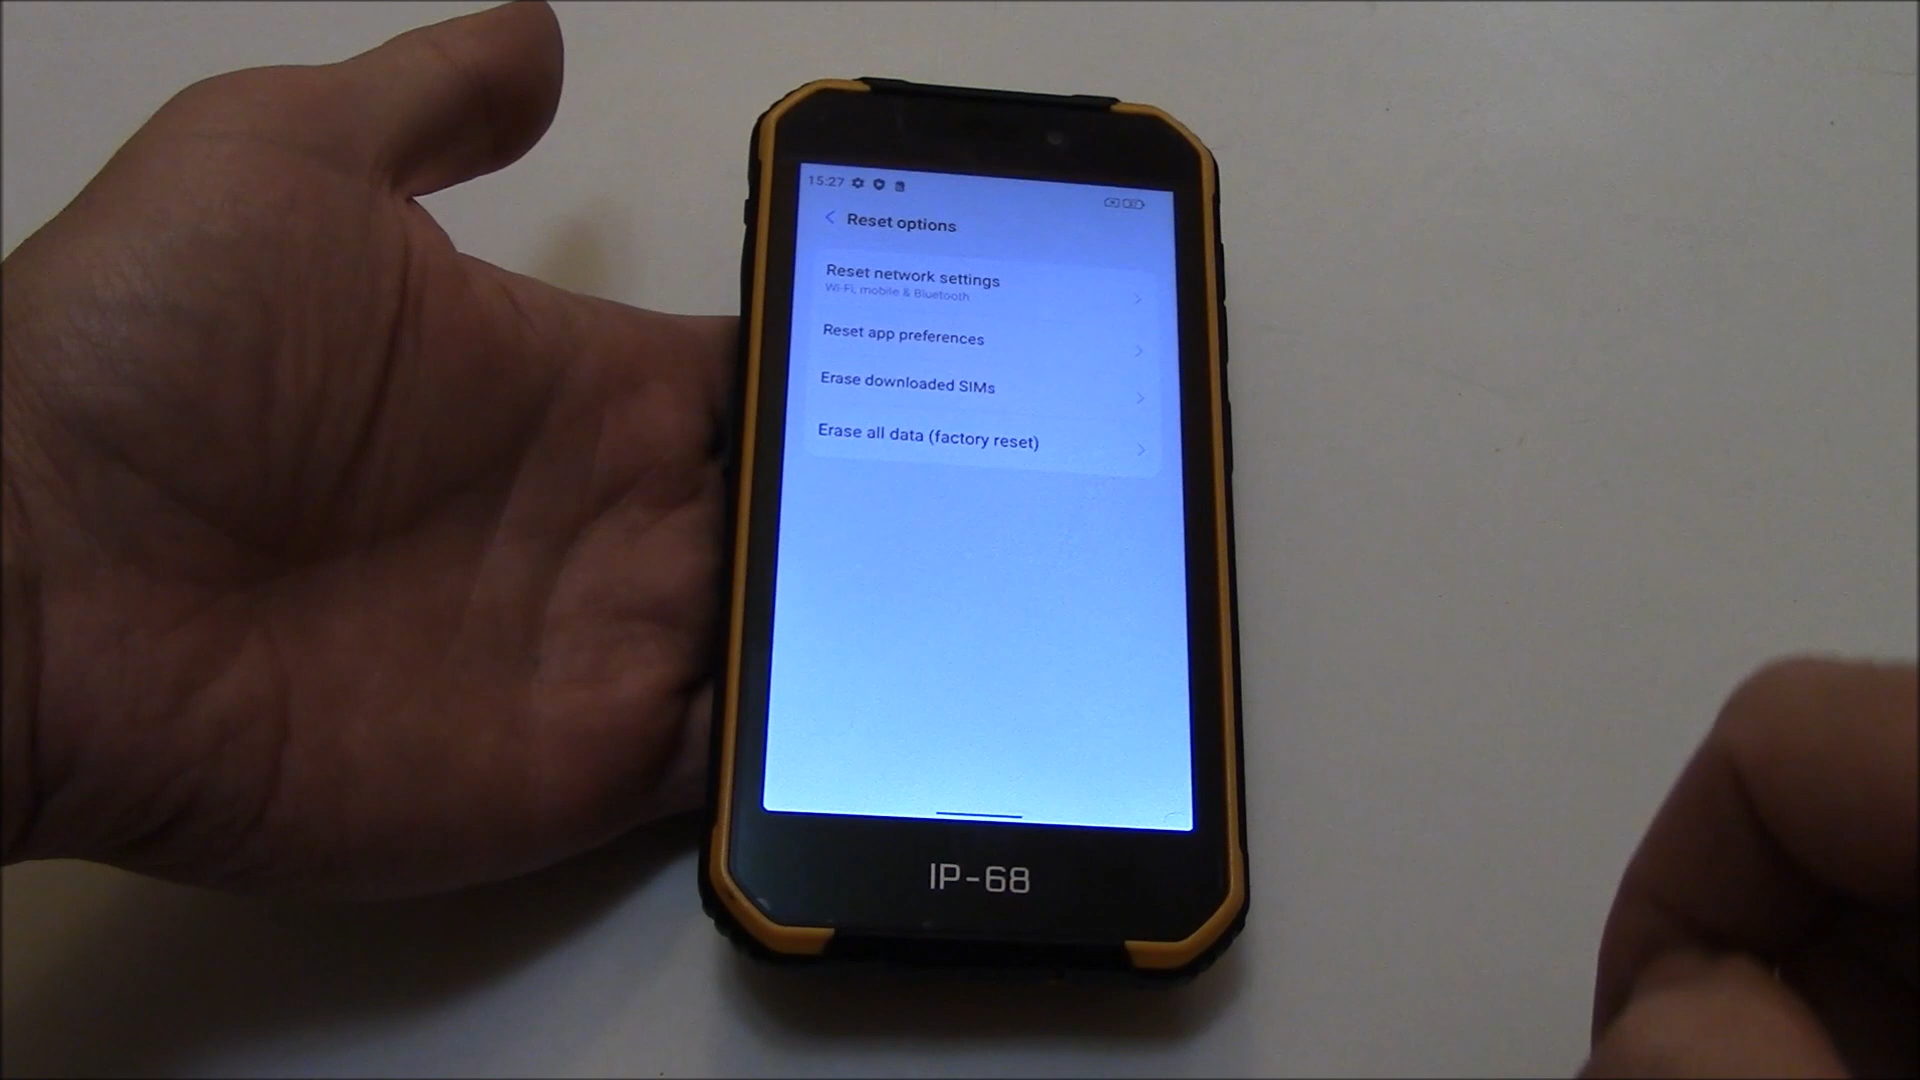 15:27
Reset options
Reset network settings
Wi-Fi, mobile & Bluetooth
Reset app preferences
Erase downloaded SIMs
Erase all data (factory reset)
IP-68